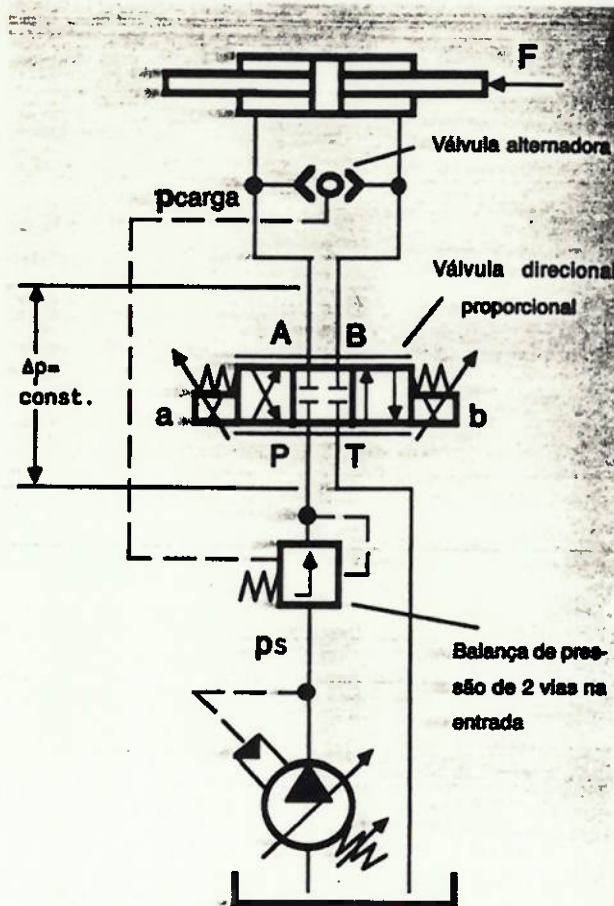 F
Válvula alternadora
pcarga
Válvula direcional
proporcional
A B
Δp=
const.
a b
P T
ps
Balança de pres-
são de 2 vias na
entrada